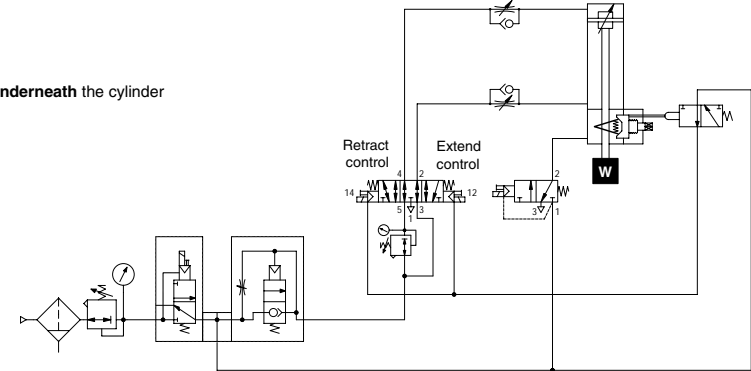 nderneath the cylinder
Retract
control
Extend
control
4 2
14 12
5 3
1
2
3 1
W